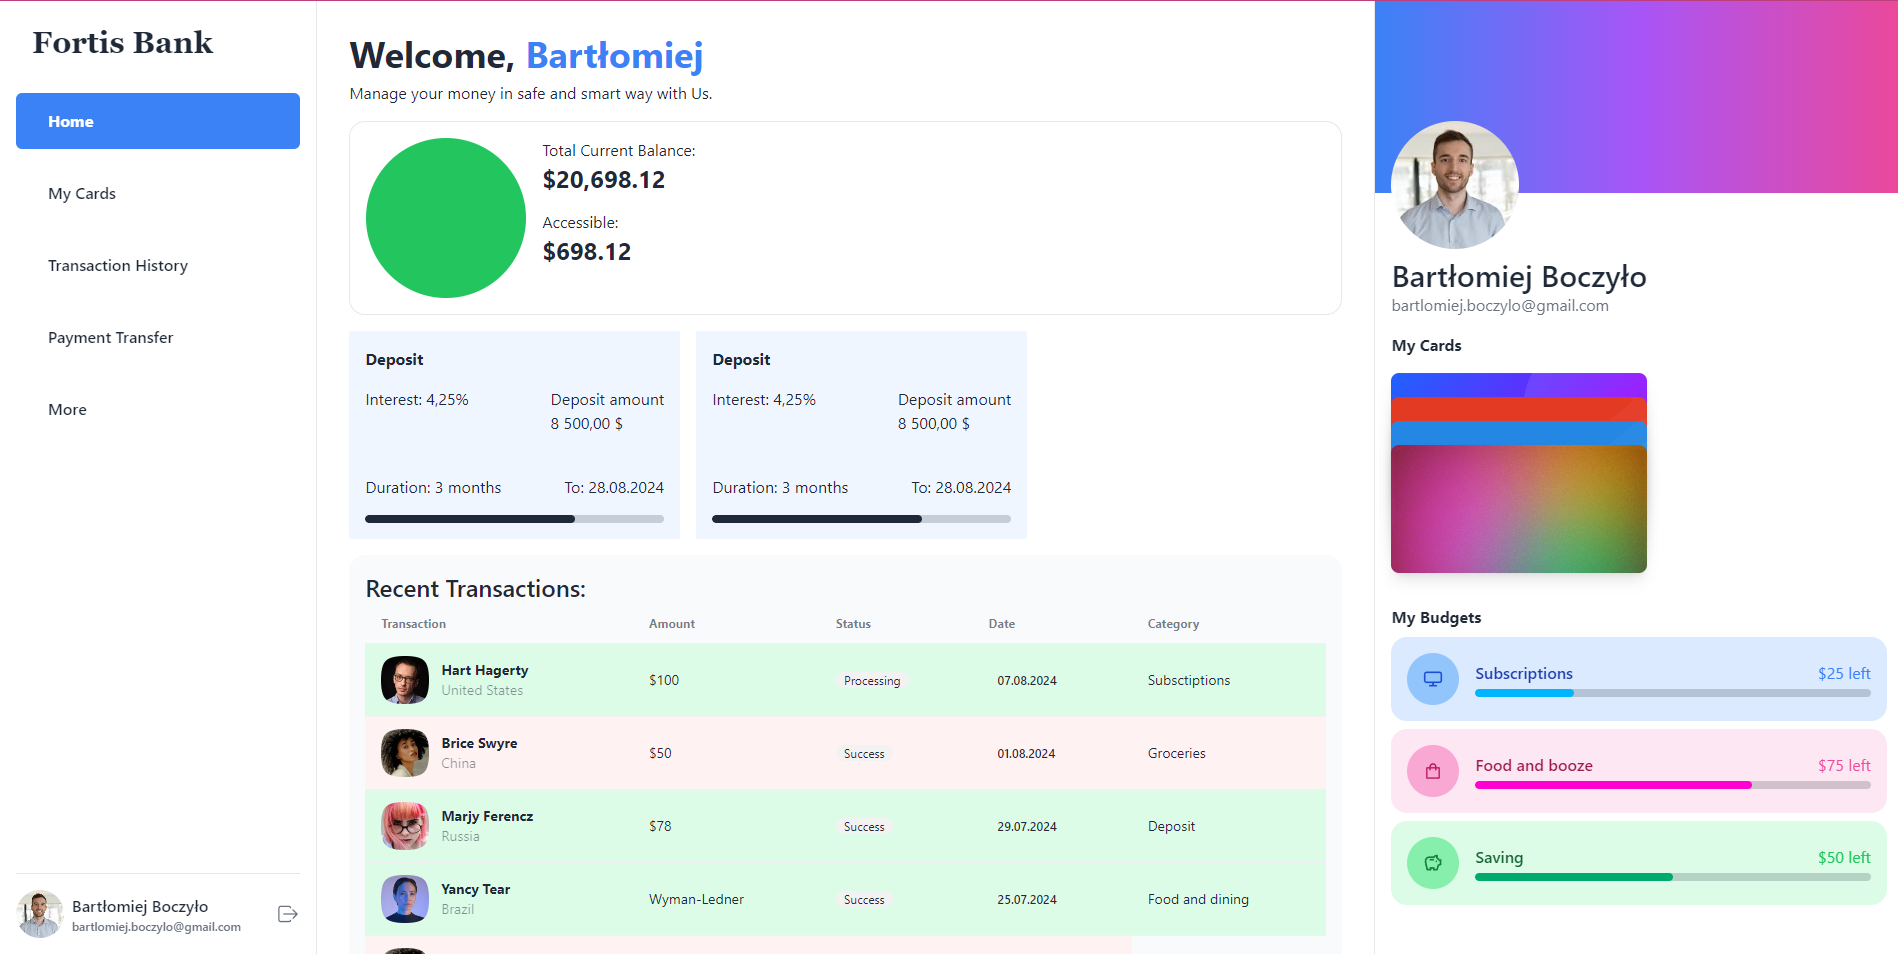 Fortis Bank
Home
My Cards
Transaction History
Payment Transfer
More
Bartłomiej Boczyło
bartlomiej.boczylo@gmail.com
Welcome, Bartłomiej
Manage your money in safe and smart way with Us.
Total Current Balance:
$20,698.12
Accessible:
$698.12
Deposit
Interest: 4,25%
Deposit amount
8 500,00 $
Duration: 3 months
To: 28.08.2024
Deposit
Interest: 4,25%
Deposit amount
8 500,00 $
Duration: 3 months
To: 28.08.2024
Recent Transactions:
Transaction Amount Status Date Category
Hart Hagerty
United States
$100 Processing 07.08.2024 Subsctiptions
Brice Swyre
China
$50 Success 01.08.2024 Groceries
Marjy Ferencz
Russia
$78 Success 29.07.2024 Deposit
Yancy Tear
Brazil
Wyman-Ledner Success 25.07.2024 Food and dining
Bartłomiej Boczyło
bartlomiej.boczylo@gmail.com
My Cards
My Budgets
Subscriptions $25 left
Food and booze $75 left
Saving $50 left